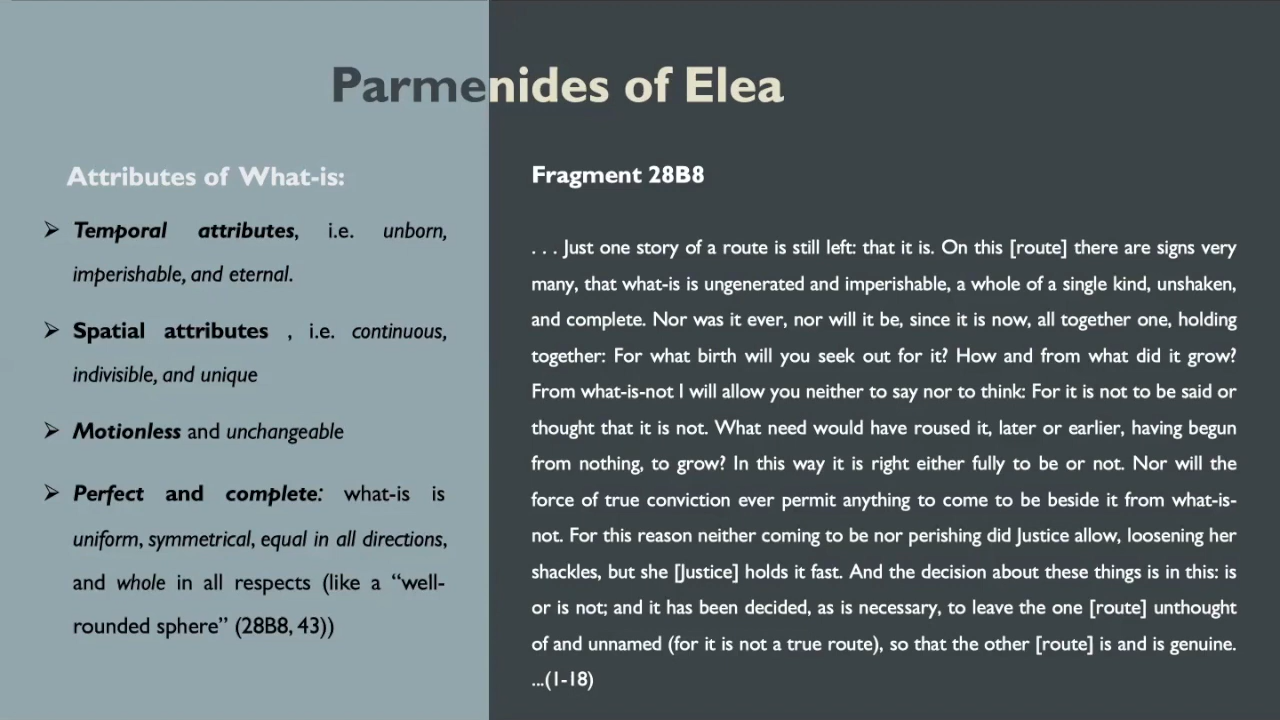 Parmenides of Elea
Attributes of What-is:
➢ Temporal attributes, i.e. unborn,
imperishable, and eternal.
➢ Spatial attributes , i.e. continuous,
indivisible, and unique
➢ Motionless and unchangeable
➢ Perfect and complete: what-is is
uniform, symmetrical, equal in all directions,
and whole in all respects (like a “well-
rounded sphere” (28B8, 43))
Fragment 28B8
. . . Just one story of a route is still left: that it is. On this [route] there are signs very
many, that what-is is ungenerated and imperishable, a whole of a single kind, unshaken,
and complete. Nor was it ever, nor will it be, since it is now, all together one, holding
together: For what birth will you seek out for it? How and from what did it grow?
From what-is-not I will allow you neither to say nor to think: For it is not to be said or
thought that it is not. What need would have roused it, later or earlier, having begun
from nothing, to grow? In this way it is right either fully to be or not. Nor will the
force of true conviction ever permit anything to come to be beside it from what-is-
not. For this reason neither coming to be nor perishing did Justice allow, loosening her
shackles, but she [Justice] holds it fast. And the decision about these things is in this: is
or is not; and it has been decided, as is necessary, to leave the one [route] unthought
of and unnamed (for it is not a true route), so that the other [route] is and is genuine.
...(1-18)